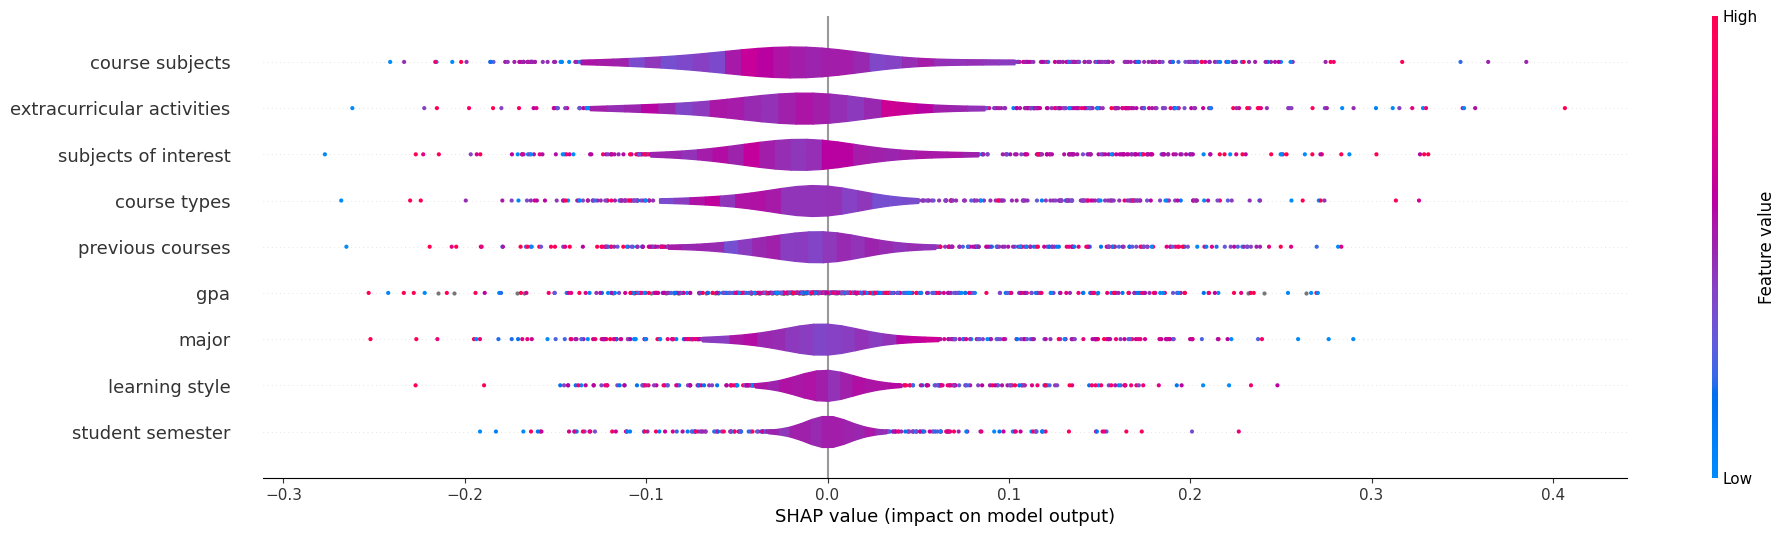 High
course subjects
extracurricular activities
subjects of interest
course types
previous courses
gpa
major
learning style
student semester
Feature value
Low
−0.3 −0.2 −0.1 0.0 0.1 0.2 0.3 0.4
SHAP value (impact on model output)